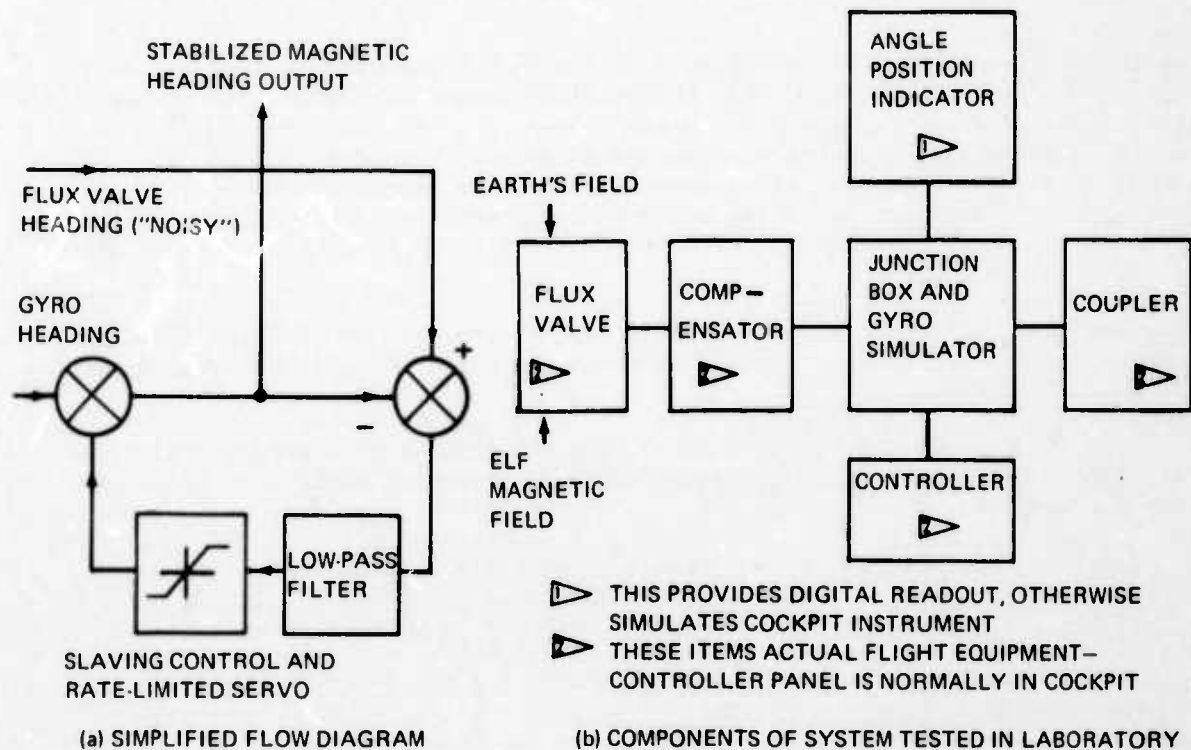 STABILIZED MAGNETIC
HEADING OUTPUT
FLUX VALVE
HEADING ("NOISY")
GYRO
HEADING
+
−
LOW-PASS
FILTER
SLAVING CONTROL AND
RATE-LIMITED SERVO
(a) SIMPLIFIED FLOW DIAGRAM
ANGLE
POSITION
INDICATOR
1
EARTH'S FIELD
FLUX
VALVE
2
COMP-
ENSATOR
2
JUNCTION
BOX AND
GYRO
SIMULATOR
COUPLER
2
ELF
MAGNETIC
FIELD
CONTROLLER
2
1 THIS PROVIDES DIGITAL READOUT, OTHERWISE
SIMULATES COCKPIT INSTRUMENT
2 THESE ITEMS ACTUAL FLIGHT EQUIPMENT–
CONTROLLER PANEL IS NORMALLY IN COCKPIT
(b) COMPONENTS OF SYSTEM TESTED IN LABORATORY